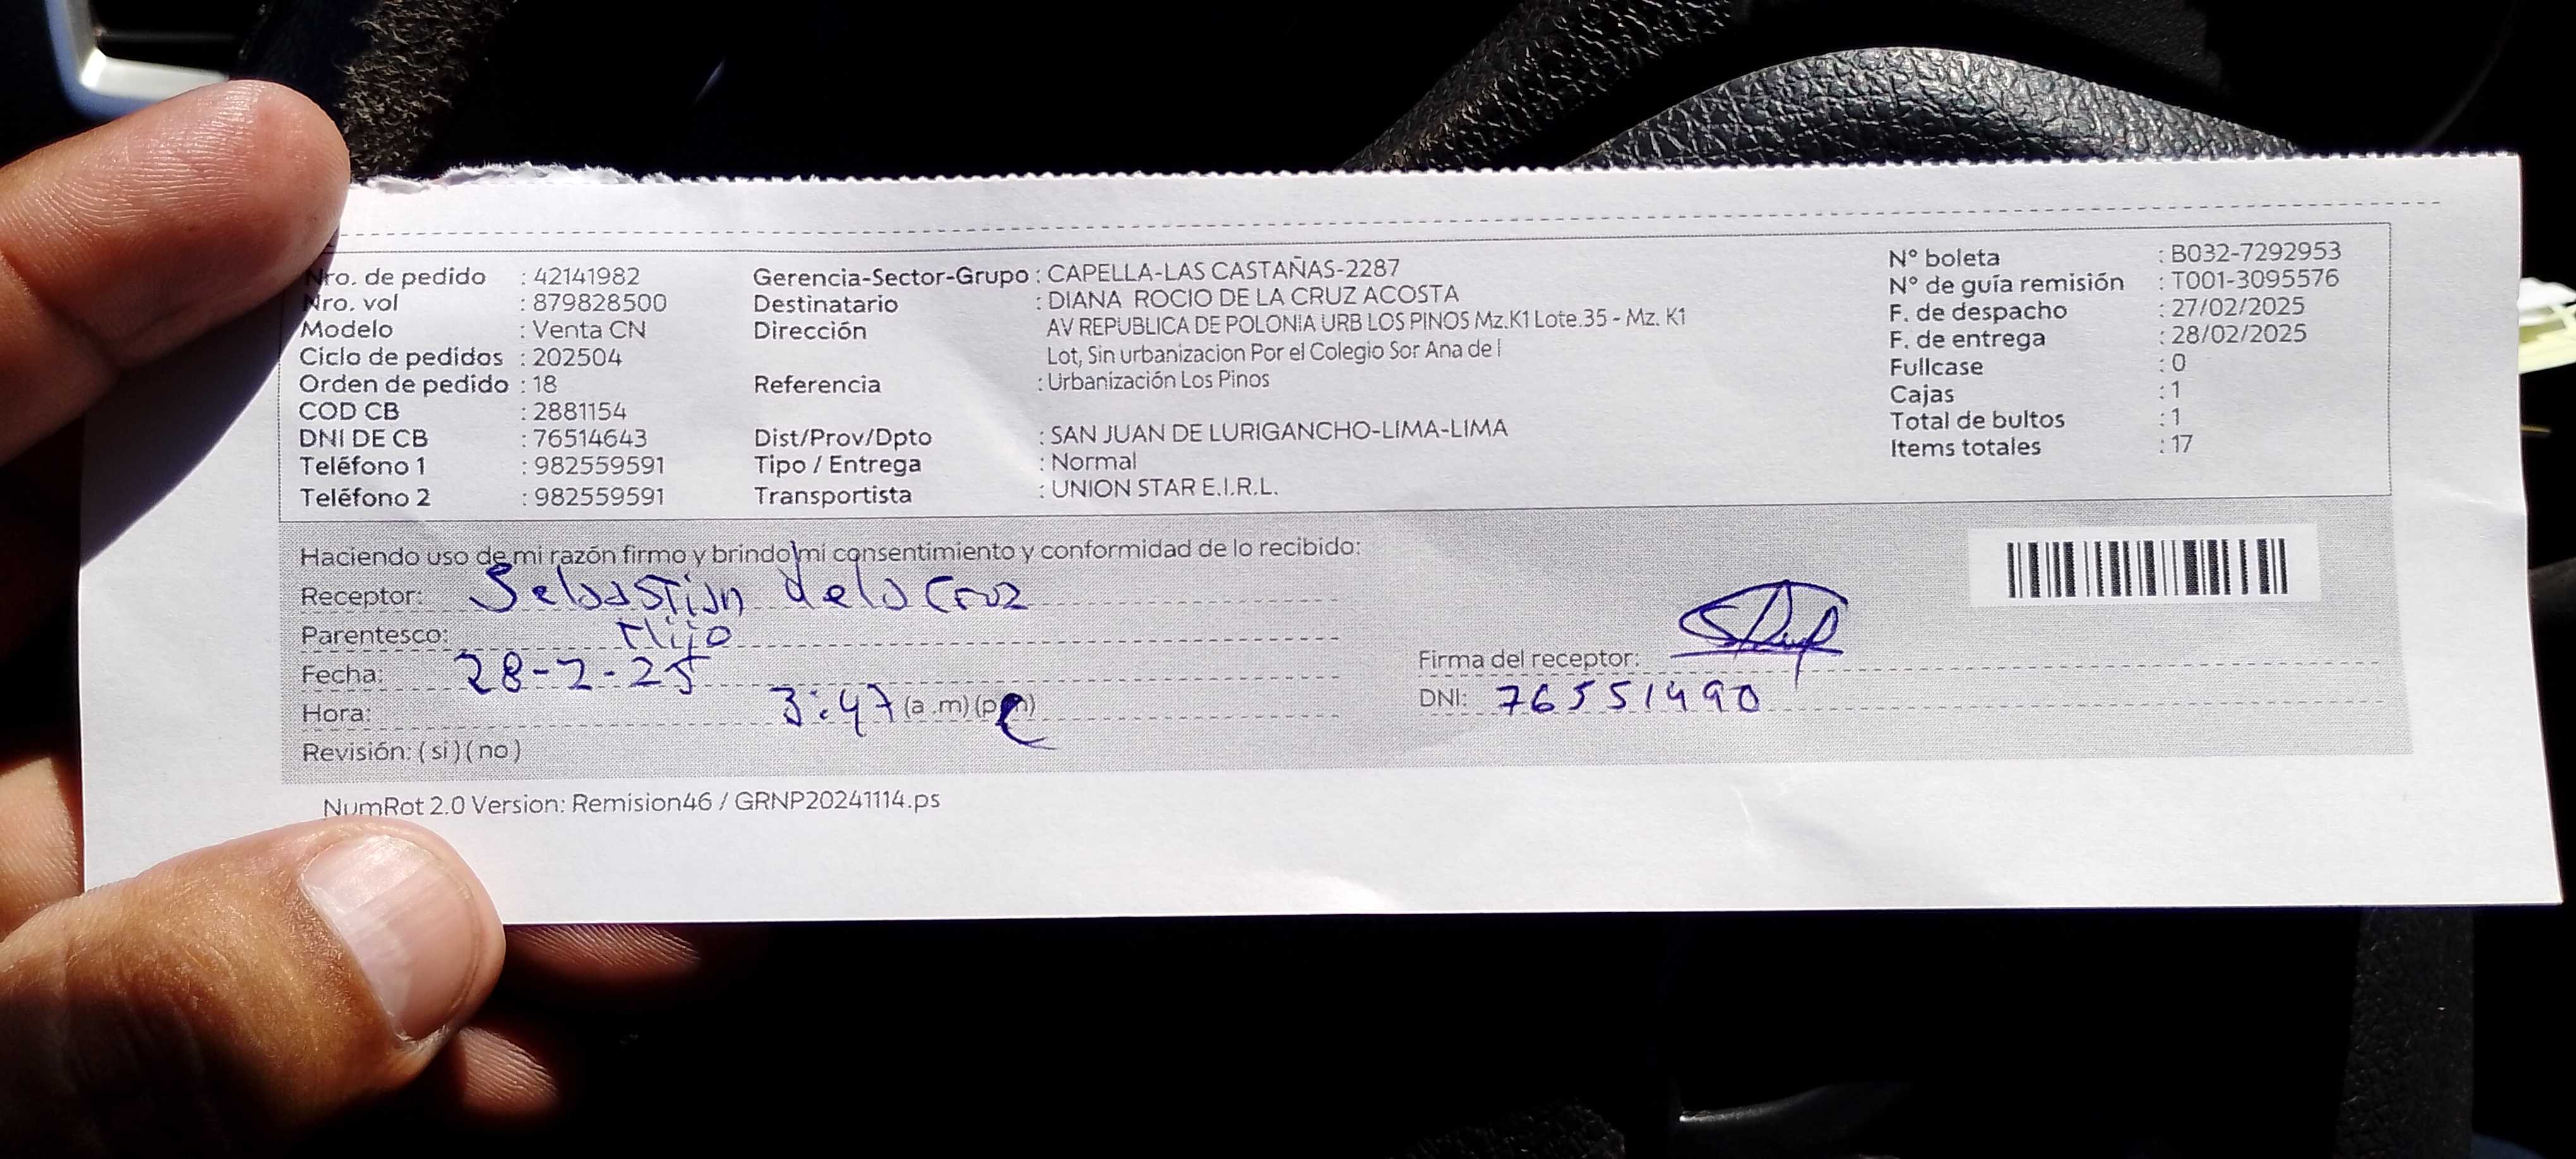 Nro. de pedido : 42141982
Nro. vol : 879828500
Modelo : Venta CN
Ciclo de pedidos : 202504
Orden de pedido : 18
COD CB : 2881154
DNI DE CB : 76514643
Teléfono 1 : 982559591
Teléfono 2 : 982559591
Gerencia-Sector-Grupo : CAPELLA-LAS CASTAÑAS-2287
Destinatario : DIANA ROCIO DE LA CRUZ ACOSTA
Dirección AV REPUBLICA DE POLONIA URB LOS PINOS Mz.K1 Lote.35 - Mz. K1
Lot, Sin urbanizacion Por el Colegio Sor Ana de l
Referencia : Urbanización Los Pinos
Dist/Prov/Dpto : SAN JUAN DE LURIGANCHO-LIMA-LIMA
Tipo / Entrega : Normal
Transportista : UNION STAR E.I.R.L.
N° boleta : B032-7292953
N° de guía remisión : T001-3095576
F. de despacho : 27/02/2025
F. de entrega : 28/02/2025
Fullcase : 0
Cajas : 1
Total de bultos : 1
Items totales : 17
Haciendo uso de mi razón firmo y brindo mi consentimiento y conformidad de lo recibido:
Receptor: Sebastian dela Cruz
Parentesco: Hijo
Fecha: 28-2-25
Hora: 3:47 (a .m) (p.m)
Revisión: ( si ) ( no )
Firma del receptor:
DNI: 76551490
NumRot 2.0 Version: Remision46 / GRNP20241114.ps